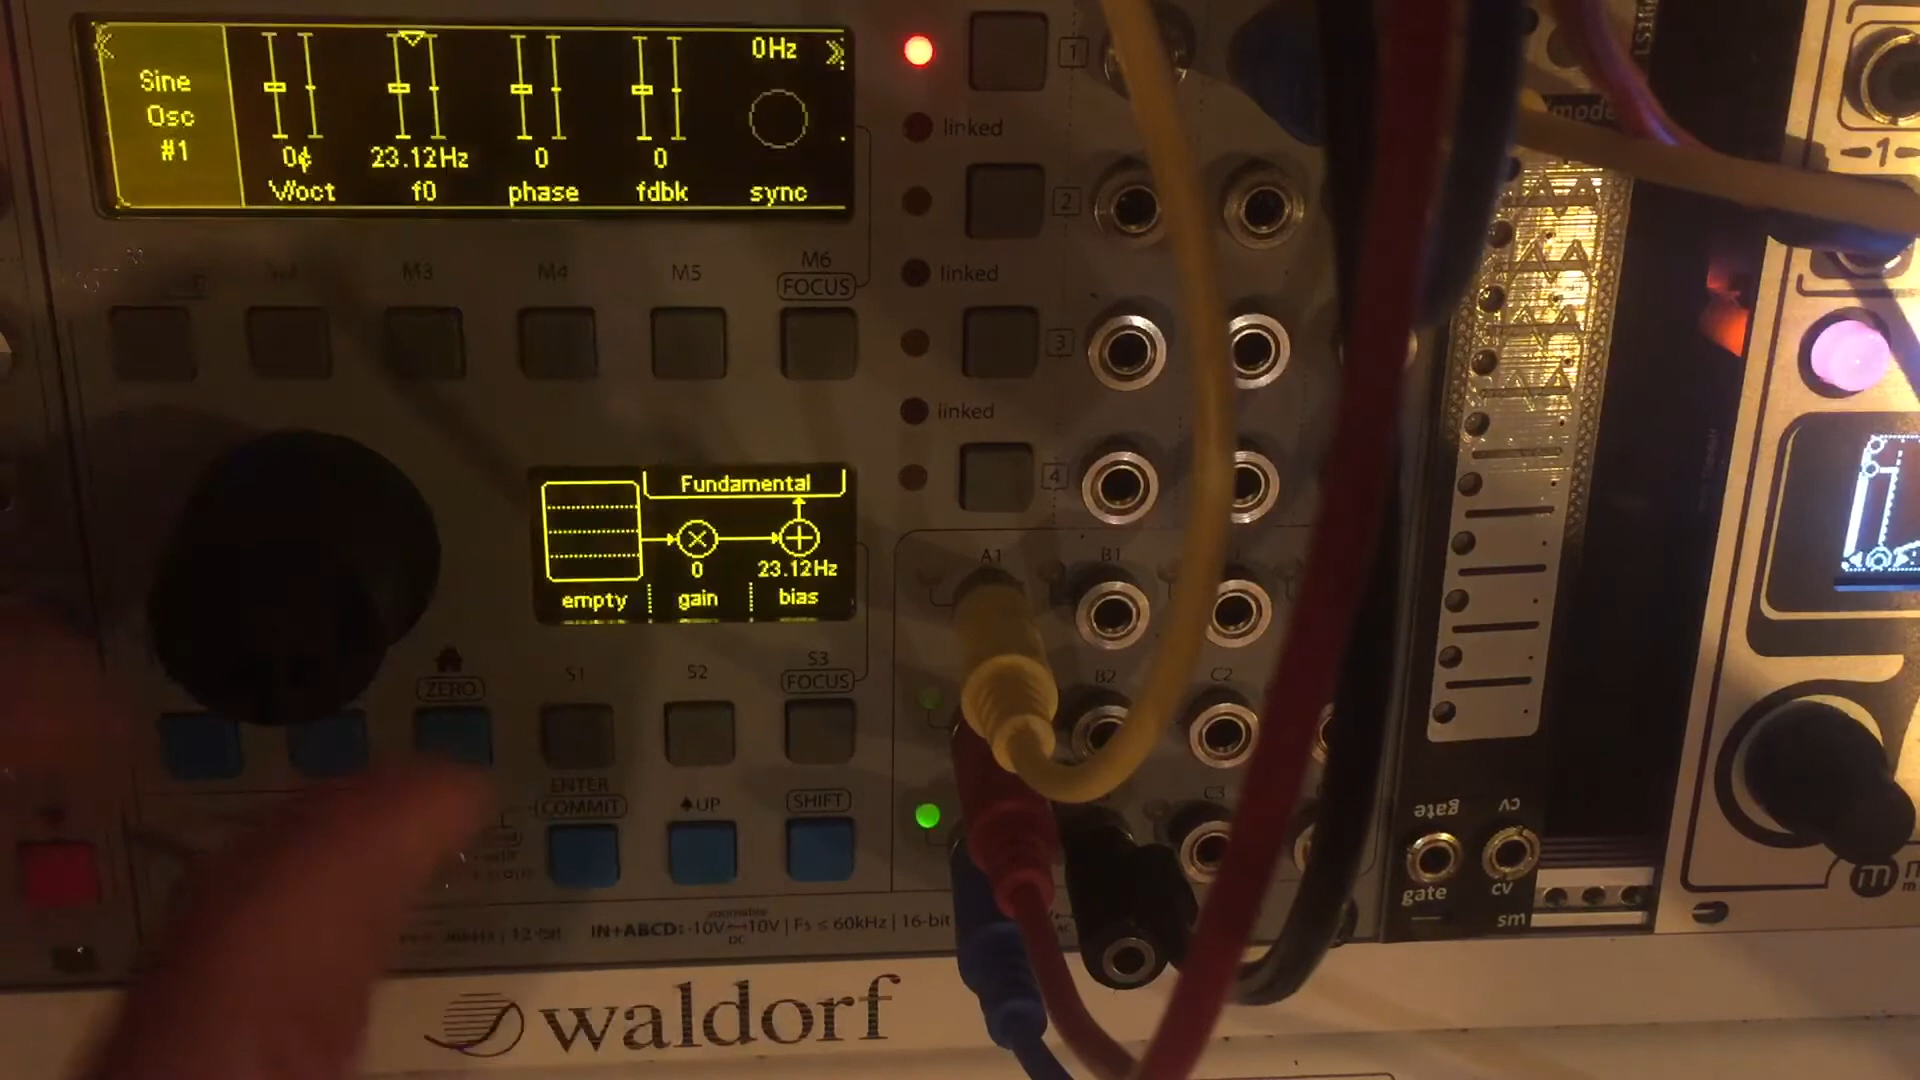 Sine
Osc
#1
0¢
V/oct
23.12Hz
f0
0
phase
0
fdbk
0Hz
sync
M3
M4
M5
M6
FOCUS
1
linked
2
linked
3
linked
4
Fundamental
0
23.12Hz
empty
gain
bias
ZERO
S1
S2
S3
FOCUS
ENTER
COMMIT
UP
SHIFT
A1
B1
B2
C2
C3
IN+ABCD: -10V
10V | Fs ≤ 60kHz | 16-bit
DC
waldorf
mode
1
gate
cv
gate
cv
sm
m